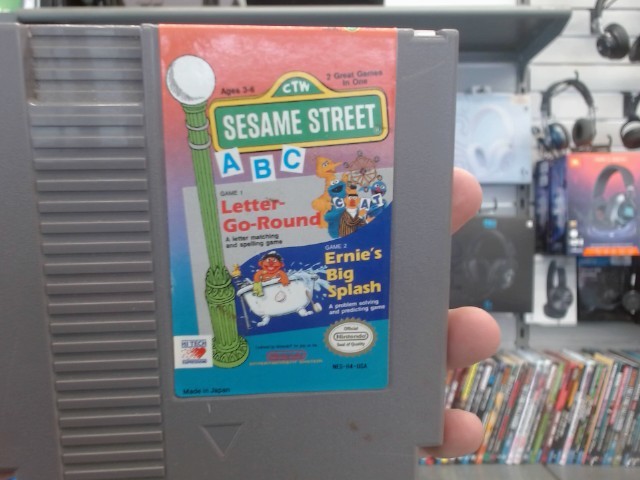 Ages 3-6
2 Great Games
In One
CTW
SESAME STREET
A B C
GAME 1
Letter-
Go-Round
A letter matching
and spelling game
C A T
GAME 2
Ernie's
Big
Splash
A problem solving
and predicting game
HI TECH
EXPRESSIONS
Official
Nintendo
Seal of Quality
Nintendo
Made in Japan